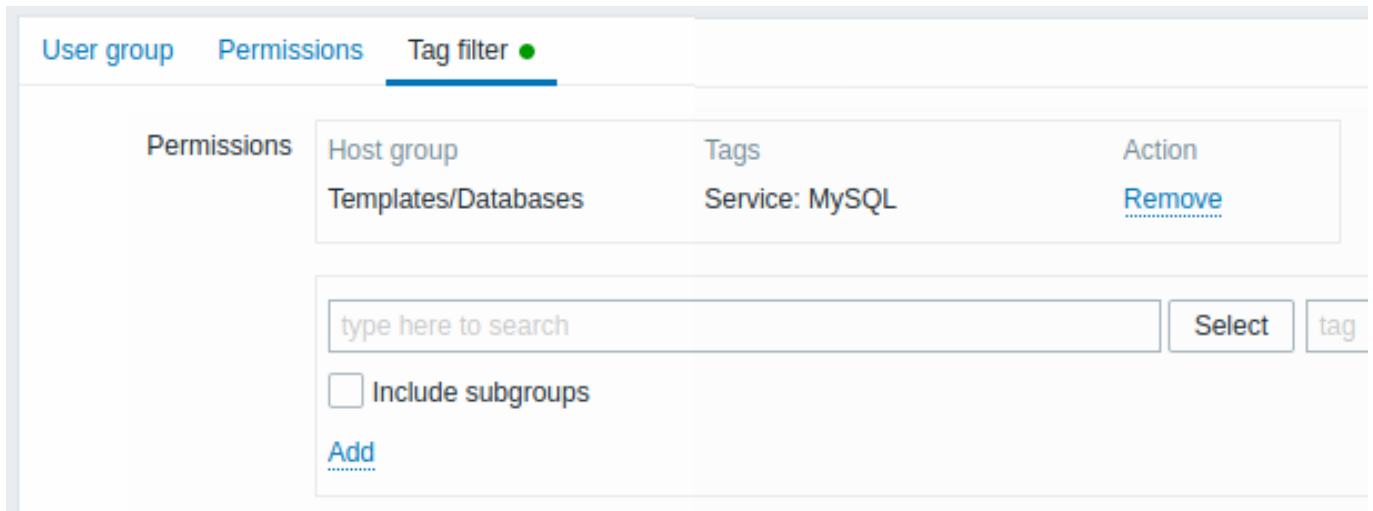 User group Permissions Tag filter
Permissions Host group Tags Action
Templates/Databases Service: MySQL Remove
type here to search Select tag
Include subgroups
Add